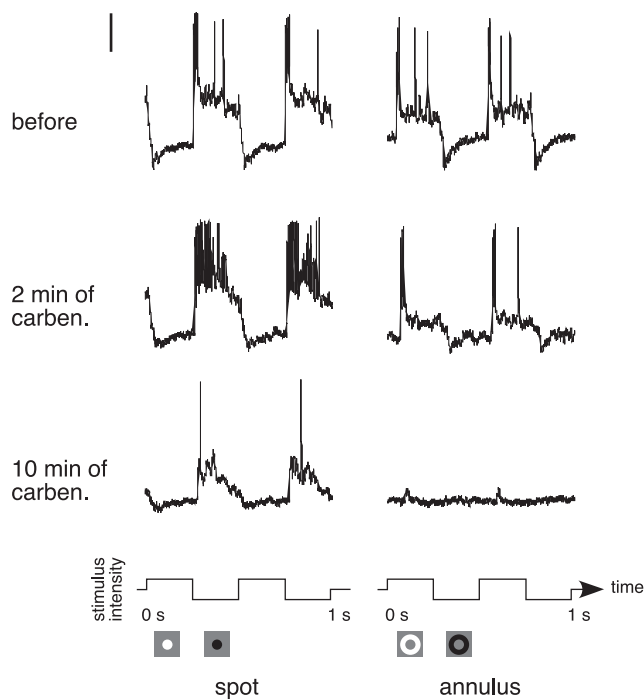 before
2 min of
carben.
10 min of
carben.
stimulus
intensity
time
0 s
1 s
0 s
1 s
spot
annulus